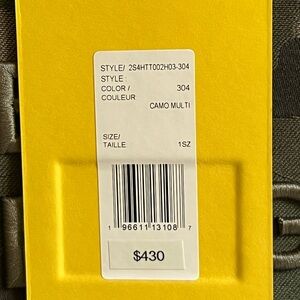 STYLE/ 2S4HTT002H03-304
STYLE :
COLOR / 304
COULEUR
CAMO MULTI
SIZE/
TAILLE 1SZ
1 96611 13108 7
$430